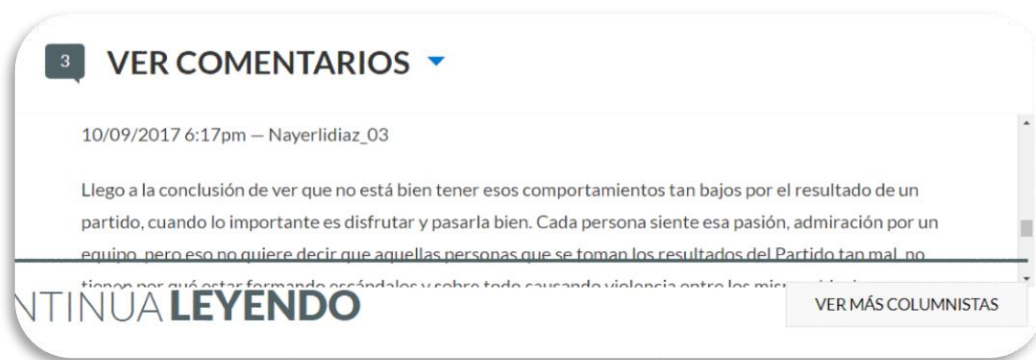 3 VER COMENTARIOS
10/09/2017 6:17pm — Nayerlidiaz_03
Llego a la conclusión de ver que no está bien tener esos comportamientos tan bajos por el resultado de un
partido, cuando lo importante es disfrutar y pasarla bien. Cada persona siente esa pasión, admiración por un
equipo, pero eso no quiere decir que aquellas personas que se toman los resultados del Partido tan mal, no
tienen por qué estar formando escándalos y sobre todo causando violencia entre los
NTINÚA LEYENDO
VER MÁS COLUMNISTAS